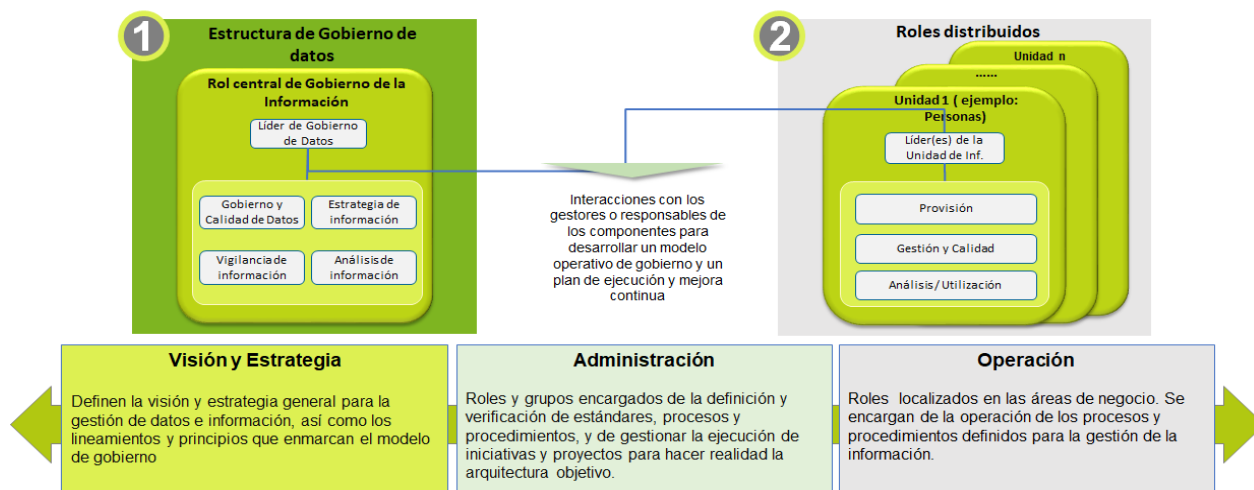 1
Estructura de Gobierno de
datos
Rol central de Gobierno de la
Información
Líder de Gobierno
de Datos
Gobierno y
Calidad de Datos
Estrategia de
información
Vigilancia de
información
Análisis de
información
Interacciones con los
gestores o responsables de
los componentes para
desarrollar un modelo
operativo de gobierno y un
plan de ejecución y mejora
continua
2
Roles distribuidos
Unidad n
......
Unidad 1 ( ejemplo:
Personas)
Líder(es) de la
Unidad de Inf.
Provisión
Gestión y Calidad
Análisis/ Utilización
Visión y Estrategia
Definen la visión y estrategia general para la
gestión de datos e información, así como los
lineamientos y principios que enmarcan el modelo
de gobierno
Administración
Roles y grupos encargados de la definición y
verificación de estándares, procesos y
procedimientos, y de gestionar la ejecución de
iniciativas y proyectos para hacer realidad la
arquitectura objetivo.
Operación
Roles localizados en las áreas de negocio. Se
encargan de la operación de los procesos y
procedimientos definidos para la gestión de la
información.